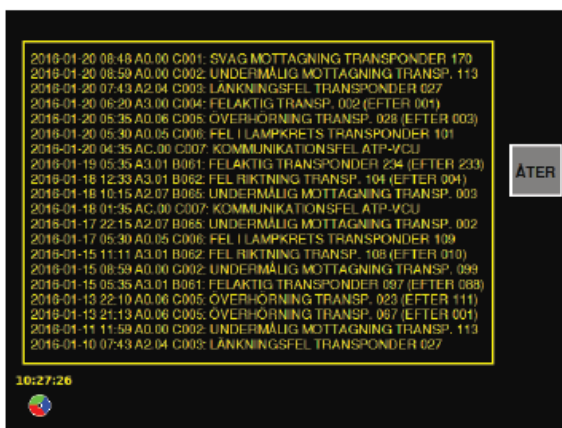 2016-01-20 08:48 A0.00 C001: SVAG MOTTAGNING TRANSPONDER 170
2016-01-20 08:59 A0.00 C002: UNDERMÅLIG MOTTAGNING TRANSP. 113
2016-01-20 07:43 A2.04 C003: LÄNKNINGSFEL TRANSPONDER 027
2016-01-20 06:20 A3.00 C004: FELAKTIG TRANSP. 002 (EFTER 001)
2016-01-20 05:35 A0.06 C005: ÖVERHÖRNING TRANSP. 028 (EFTER 003)
2016-01-20 05:30 A0.05 C006: FEL I LAMPKRETS TRANSPONDER 101
2016-01-20 04:35 AC.00 C007: KOMMUNIKATIONSFEL ATP-VCU
2016-01-19 05:35 A3.01 B061: FELAKTIG TRANSPONDER 234 (EFTER 233)
2016-01-18 12:33 A3.01 B062: FEL RIKTNING TRANSP. 104 (EFTER 004)
2016-01-18 10:15 A2.07 B065: UNDERMÅLIG MOTTAGNING TRANSP. 003
2016-01-18 01:35 AC.00 C007: KOMMUNIKATIONSFEL ATP-VCU
2016-01-17 22:15 A2.07 B065: UNDERMÅLIG MOTTAGNING TRANSP. 002
2016-01-17 05:30 A0.05 C006: FEL I LAMPKRETS TRANSPONDER 109
2016-01-15 11:11 A3.01 B062: FEL RIKTNING TRANSP. 108 (EFTER 010)
2016-01-15 08:59 A0.00 C002: UNDERMÅLIG MOTTAGNING TRANSP. 099
2016-01-15 05:35 A3.01 B061: FELAKTIG TRANSPONDER 097 (EFTER 088)
2016-01-13 22:10 A0.06 C005: ÖVERHÖRNING TRANSP. 023 (EFTER 111)
2016-01-13 21:13 A0.06 C005: ÖVERHÖRNING TRANSP. 067 (EFTER 001)
2016-01-11 11:59 A0.00 C002: UNDERMÅLIG MOTTAGNING TRANSP. 113
2016-01-10 07:43 A2.04 C003: LÄNKNINGSFEL TRANSPONDER 027
ÅTER
10:27:26